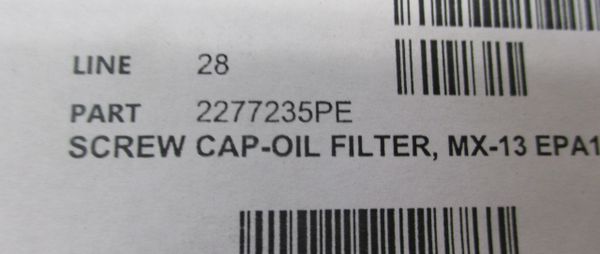 LINE 28
PART 2277235PE
SCREW CAP-OIL FILTER, MX-13 EPA1